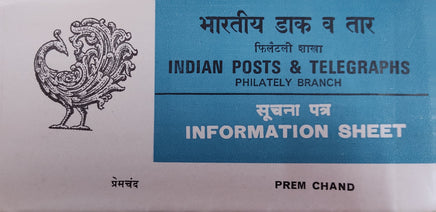 भारतीय डाक व तार
फिलैटली शाखा
INDIAN POSTS & TELEGRAPHS
PHILATELY BRANCH
सूचना पत्र
INFORMATION SHEET
प्रेमचंद PREM CHAND